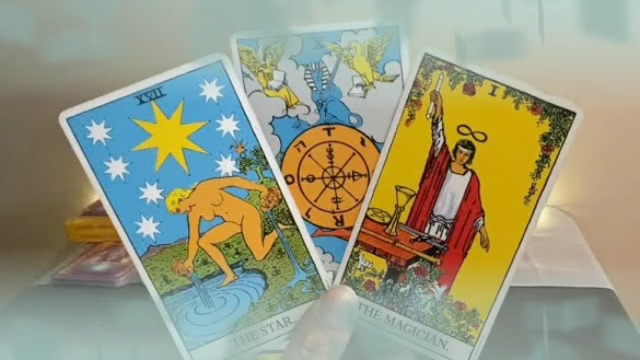 XVII
THE STAR.
X
I
THE MAGICIAN.